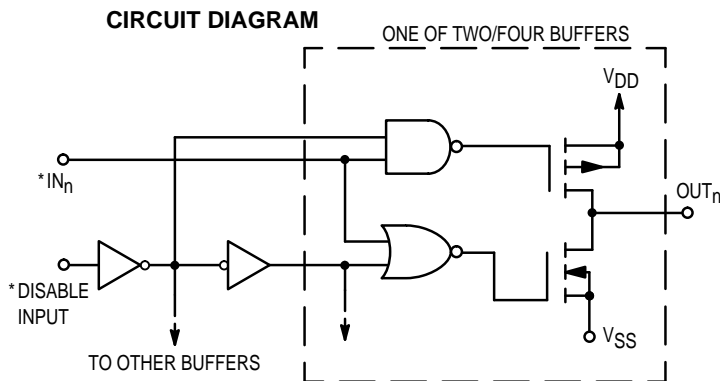 CIRCUIT DIAGRAM
ONE OF TWO/FOUR BUFFERS
VDD
*INn
OUTn
*DISABLE
INPUT
VSS
TO OTHER BUFFERS